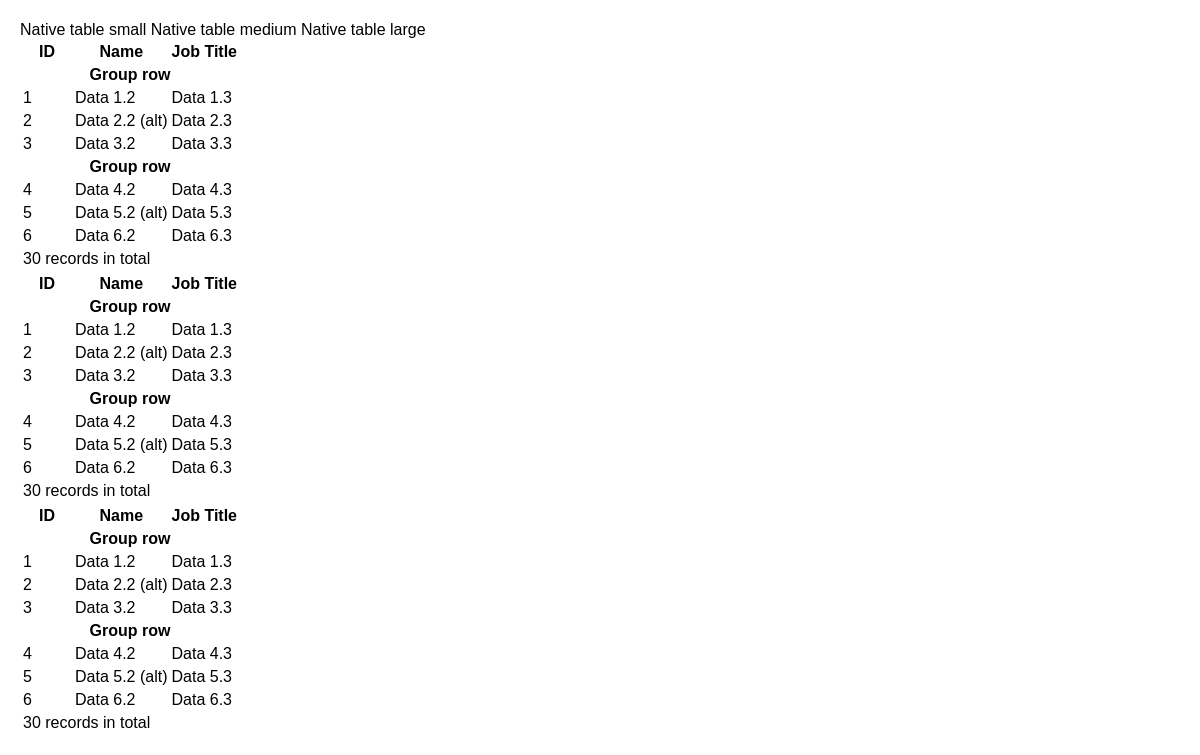 Native table small Native table medium Native table large
ID Name Job Title
Group row
1 Data 1.2 Data 1.3
2 Data 2.2 (alt) Data 2.3
3 Data 3.2 Data 3.3
Group row
4 Data 4.2 Data 4.3
5 Data 5.2 (alt) Data 5.3
6 Data 6.2 Data 6.3
30 records in total
ID Name Job Title
Group row
1 Data 1.2 Data 1.3
2 Data 2.2 (alt) Data 2.3
3 Data 3.2 Data 3.3
Group row
4 Data 4.2 Data 4.3
5 Data 5.2 (alt) Data 5.3
6 Data 6.2 Data 6.3
30 records in total
ID Name Job Title
Group row
1 Data 1.2 Data 1.3
2 Data 2.2 (alt) Data 2.3
3 Data 3.2 Data 3.3
Group row
4 Data 4.2 Data 4.3
5 Data 5.2 (alt) Data 5.3
6 Data 6.2 Data 6.3
30 records in total